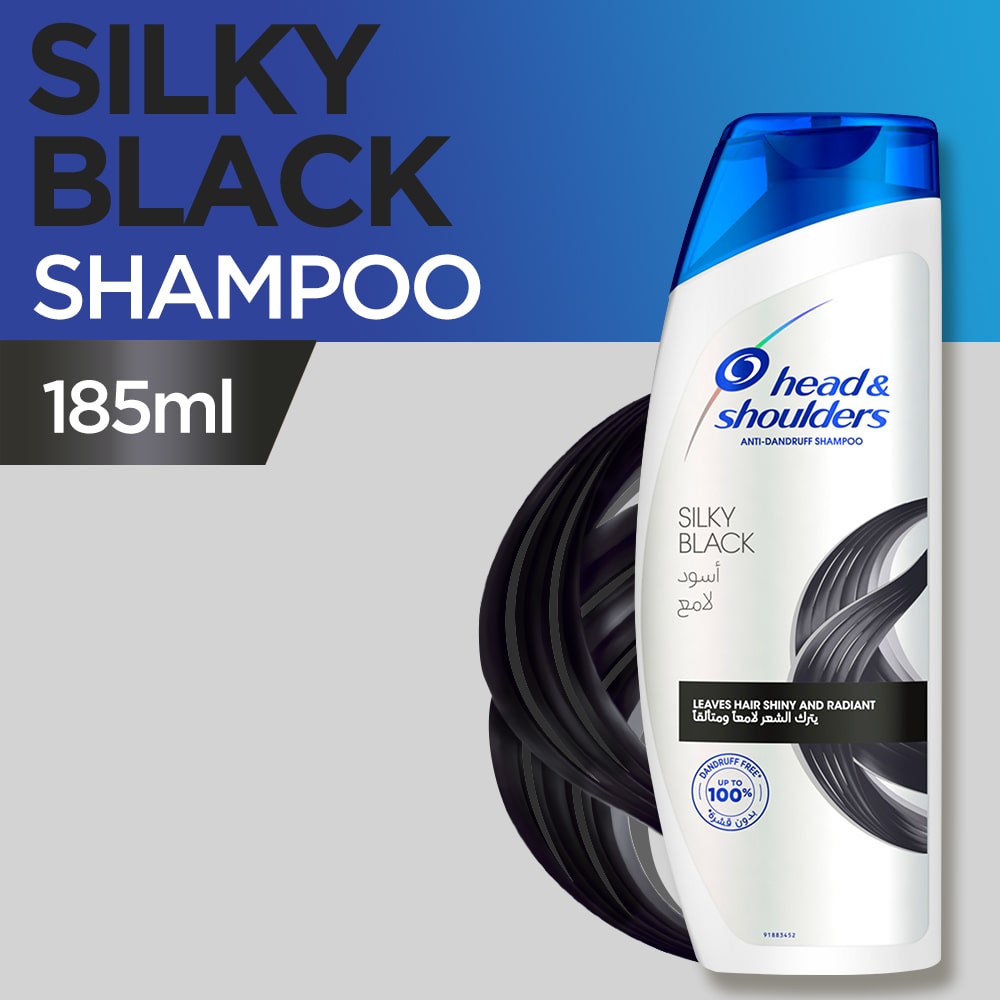 SILKY
BLACK
SHAMPOO
185ml
head &
shoulders
ANTI-DANDRUFF SHAMPOO
SILKY
BLACK
أسود
لامع
LEAVES HAIR SHINY AND RADIANT
يترك الشعر لامعاً ومتألقاً
DANDRUFF FREE*
UP TO
100%
بدون قشرة*
91883452